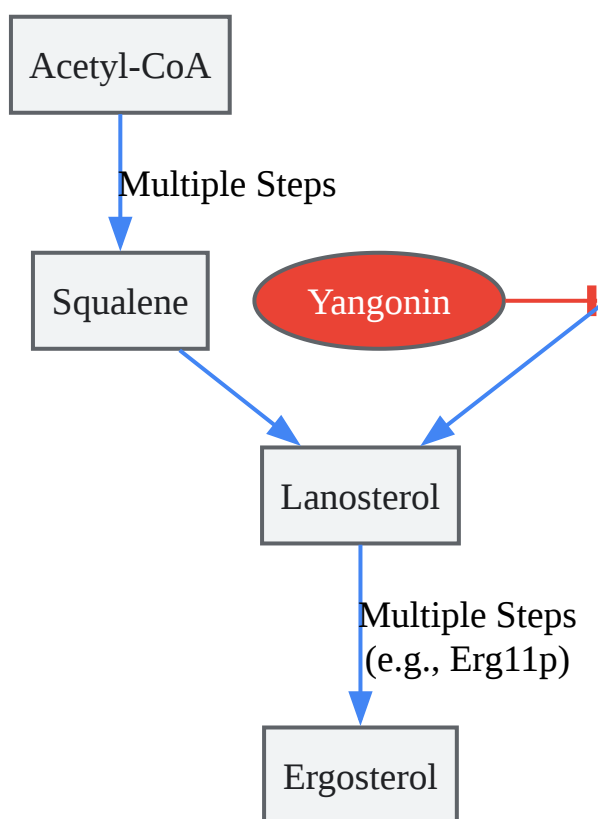 Acetyl-CoA
Multiple Steps
Squalene
Yangonin
Lanosterol
Multiple Steps
(e.g., Erg11p)
Ergosterol